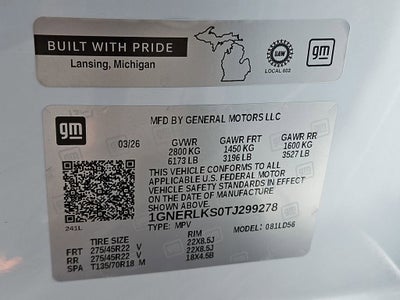 BUILT WITH PRIDE
Lansing, Michigan
UAW
LOCAL 602
gm
MFD BY GENERAL MOTORS LLC
gm
03/26
GVWR GAWR FRT GAWR RR
2800 KG 1450 KG 1600 KG
6173 LB 3196 LB 3527 LB
THIS VEHICLE CONFORMS TO ALL
APPLICABLE U.S. FEDERAL MOTOR
VEHICLE SAFETY STANDARDS IN EFFECT
ON THE DATE OF MANUFACTURE SHOWN ABOVE.
1GNERLKS0TJ299278
241L
TYPE: MPV MODEL: 081LD56
TIRE SIZE SPEED RTG RIM
FRT 275/45R22 V 22X8.5J
RR 275/45R22 V 22X8.5J
SPA T135/70R18 M 18X4.5B